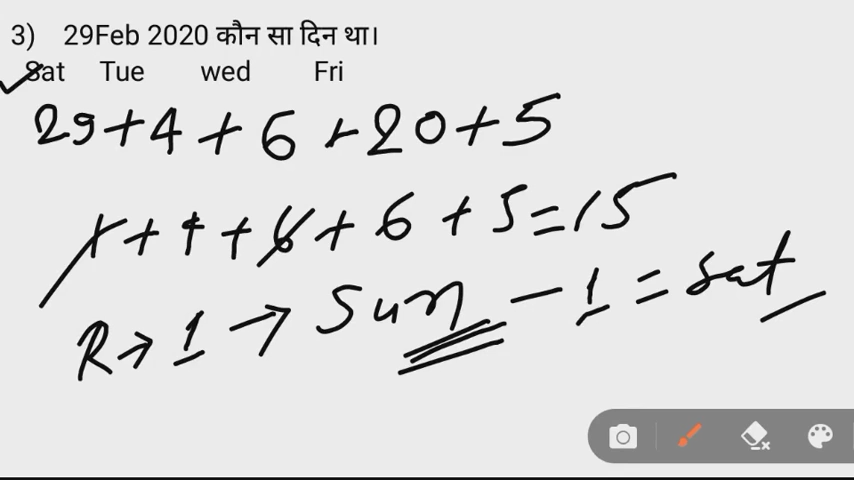 3) 29Feb 2020 कौन सा दिन था।
Sat Tue wed Fri
29+4+6+20+5
1+4+6+6+5=15
R→1→Sun-1=Sat